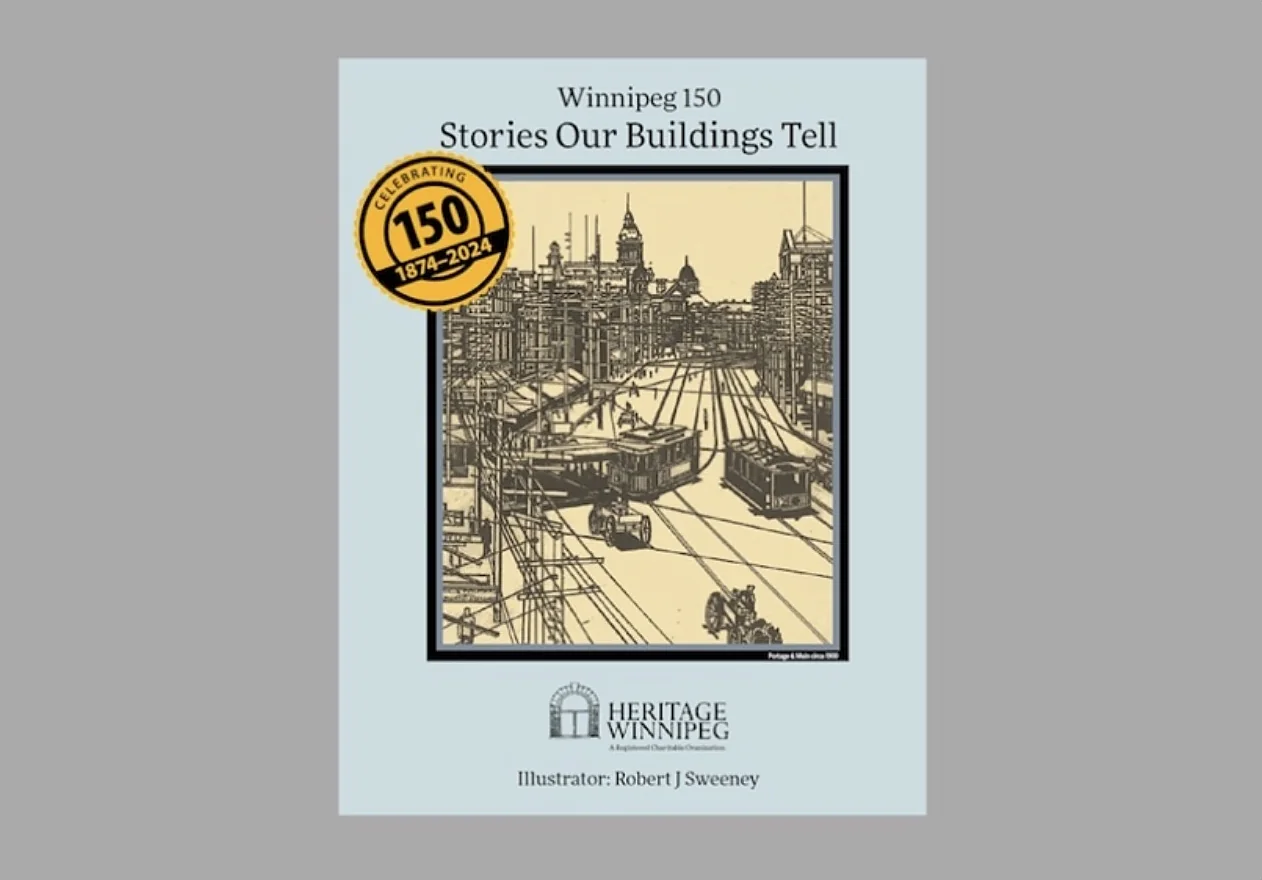 Winnipeg 150
Stories Our Buildings Tell
CELEBRATING
150
1874–2024
Portage & Main circa 1900
HERITAGE
WINNIPEG
A Registered Charitable Organization
Illustrator: Robert J Sweeney